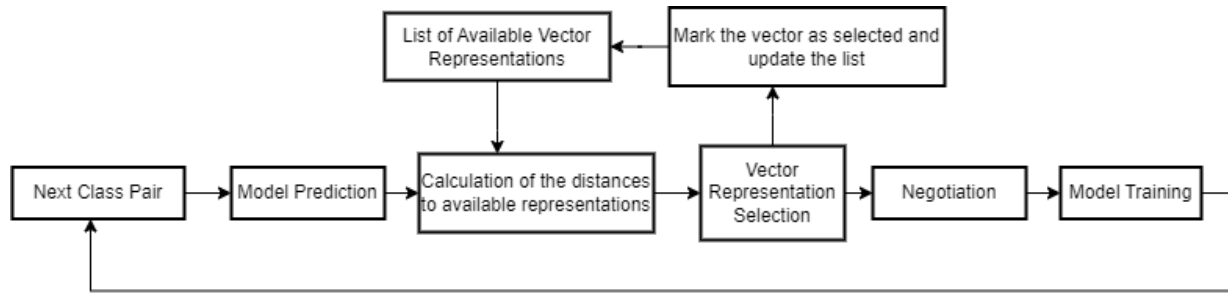 List of Available Vector
Representations
Mark the vector as selected and
update the list
Next Class Pair
Model Prediction
Calculation of the distances
to available representations
Vector
Representation
Selection
Negotiation
Model Training